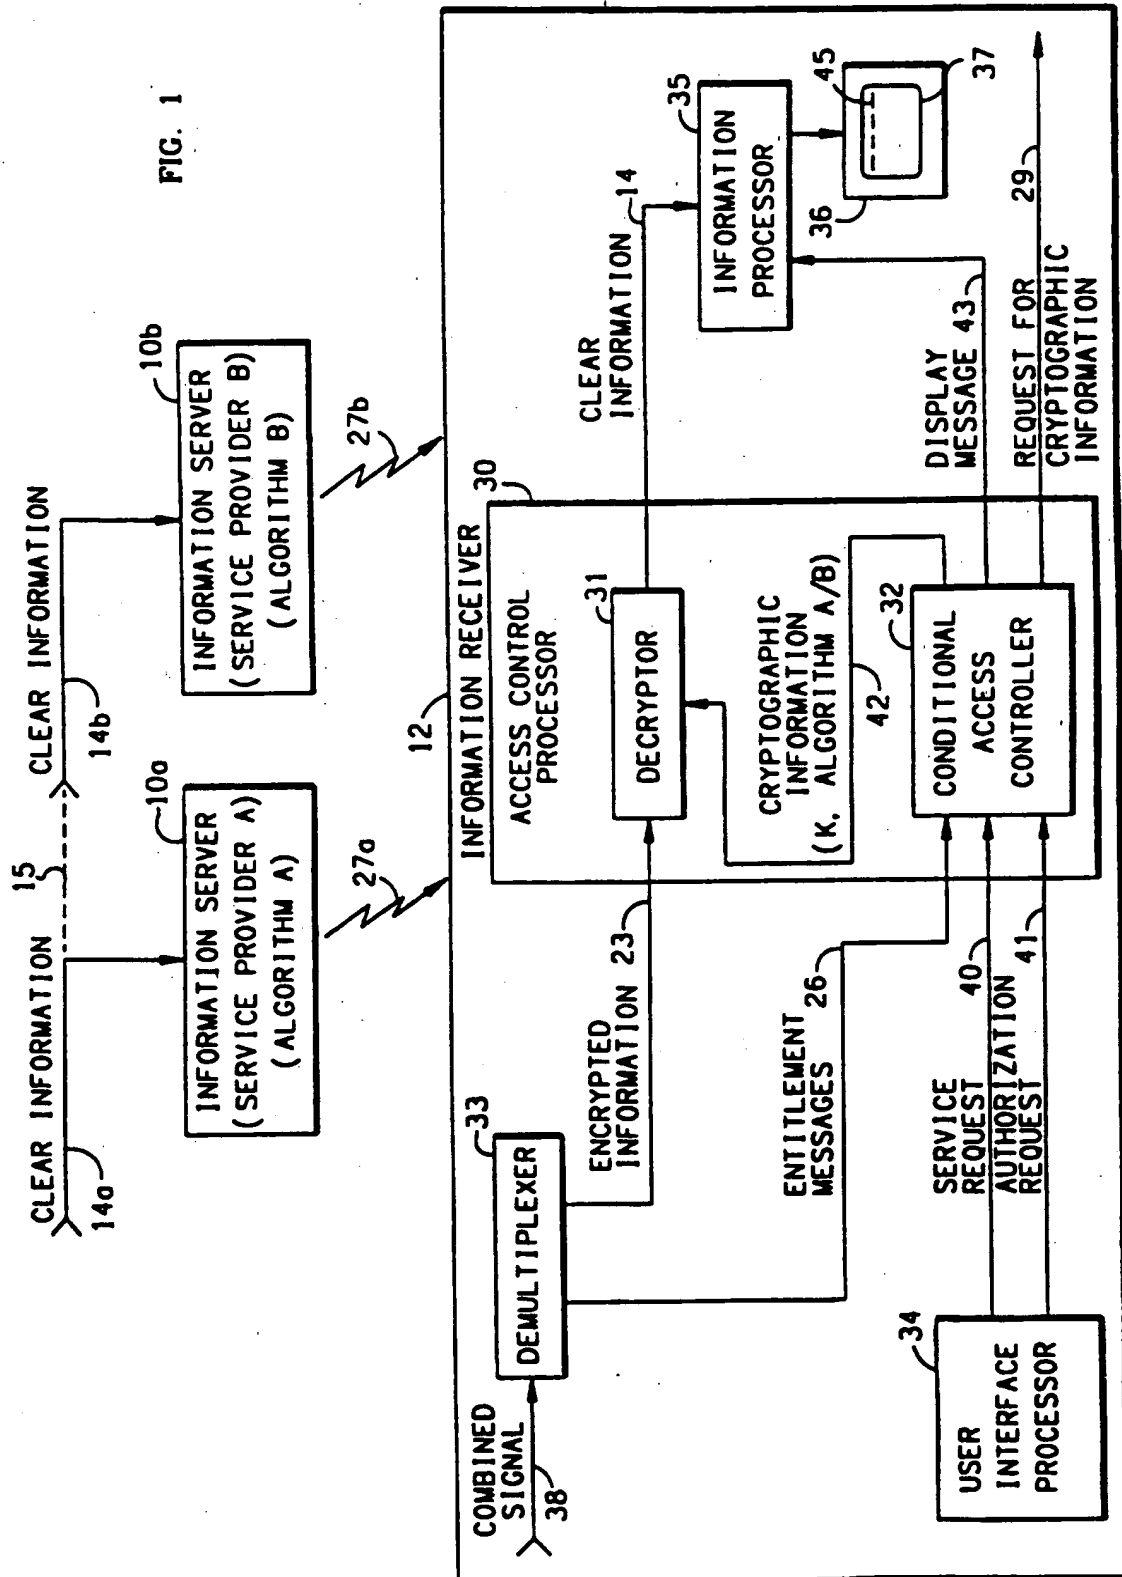 FIG. 1
CLEAR INFORMATION
15
CLEAR INFORMATION
14a
14b
10a
10b
INFORMATION SERVER
(SERVICE PROVIDER A)
(ALGORITHM A)
INFORMATION SERVER
(SERVICE PROVIDER B)
(ALGORITHM B)
27a
27b
12
INFORMATION RECEIVER
30
COMBINED
SIGNAL
38
33
DEMULTIPLEXER
ENCRYPTED
INFORMATION 23
ACCESS CONTROL
PROCESSOR
31
DECRYPTOR
CLEAR
INFORMATION
14
35
INFORMATION
PROCESSOR
36
45
37
ENTITLEMENT
MESSAGES
26
CRYPTOGRAPHIC
INFORMATION
(K, ALGORITHM A/B)
42
32
CONDITIONAL
ACCESS
CONTROLLER
DISPLAY
MESSAGE 43
34
USER
INTERFACE
PROCESSOR
SERVICE
REQUEST
40
AUTHORIZATION
REQUEST
41
REQUEST FOR
CRYPTOGRAPHIC
INFORMATION
29